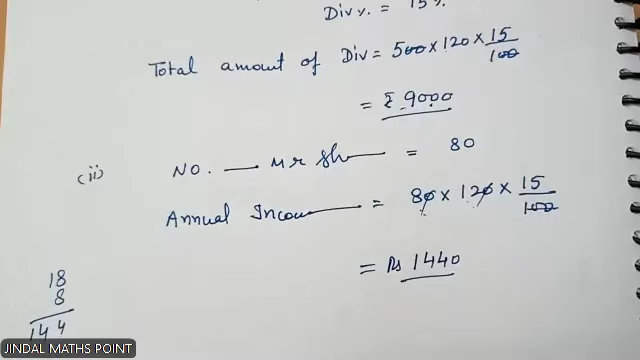 Div %. = 15 %.
Total amount of Div = 500 × 120 × 15/100
= ₹ 9000
(ii) No. — Mr Sh— = 80
Annual Incom— = 80 × 120 × 15/100
= Rs 1440
18
8
144
JINDAL MATHS POINT